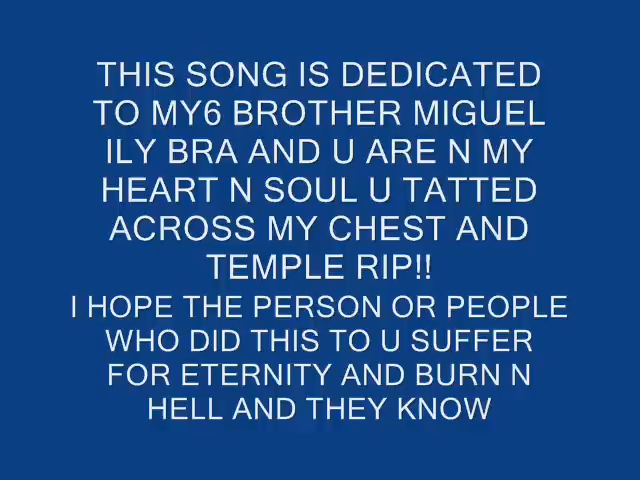 THIS SONG IS DEDICATED
TO MY6 BROTHER MIGUEL
ILY BRA AND U ARE N MY
HEART N SOUL U TATTED
ACROSS MY CHEST AND
TEMPLE RIP!!
I HOPE THE PERSON OR PEOPLE
WHO DID THIS TO U SUFFER
FOR ETERNITY AND BURN N
HELL AND THEY KNOW